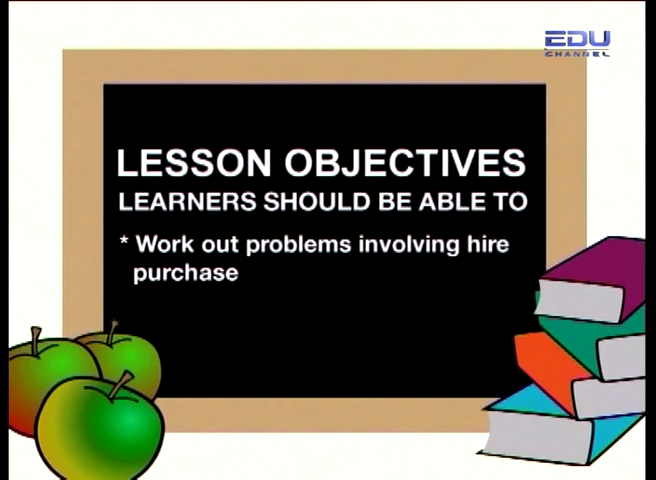 EDU
CHANNEL
LESSON OBJECTIVES
LEARNERS SHOULD BE ABLE TO
* Work out problems involving hire
purchase